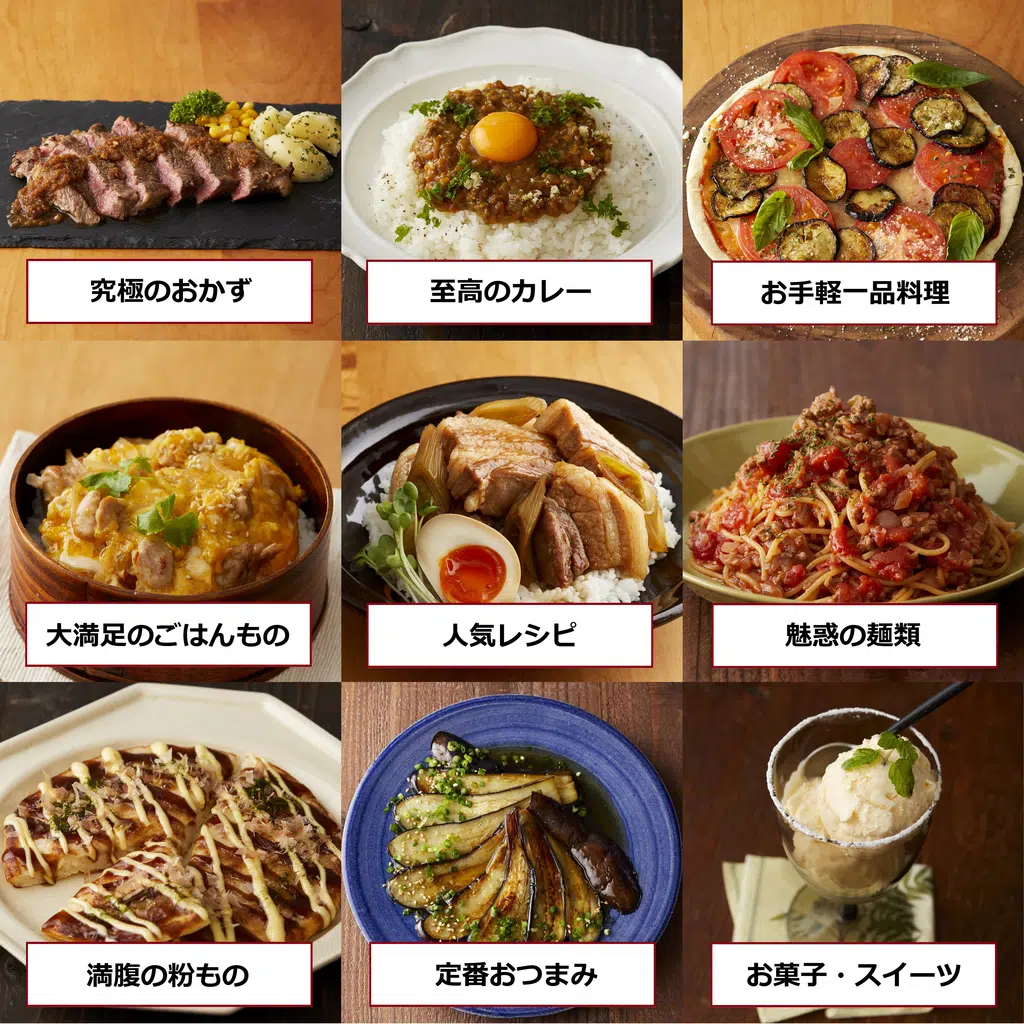 究極のおかず
至高のカレー
お手軽一品料理
大満足のごはんもの
人気レシピ
魅惑の麺類
満腹の粉もの
定番おつまみ
お菓子・スイーツ